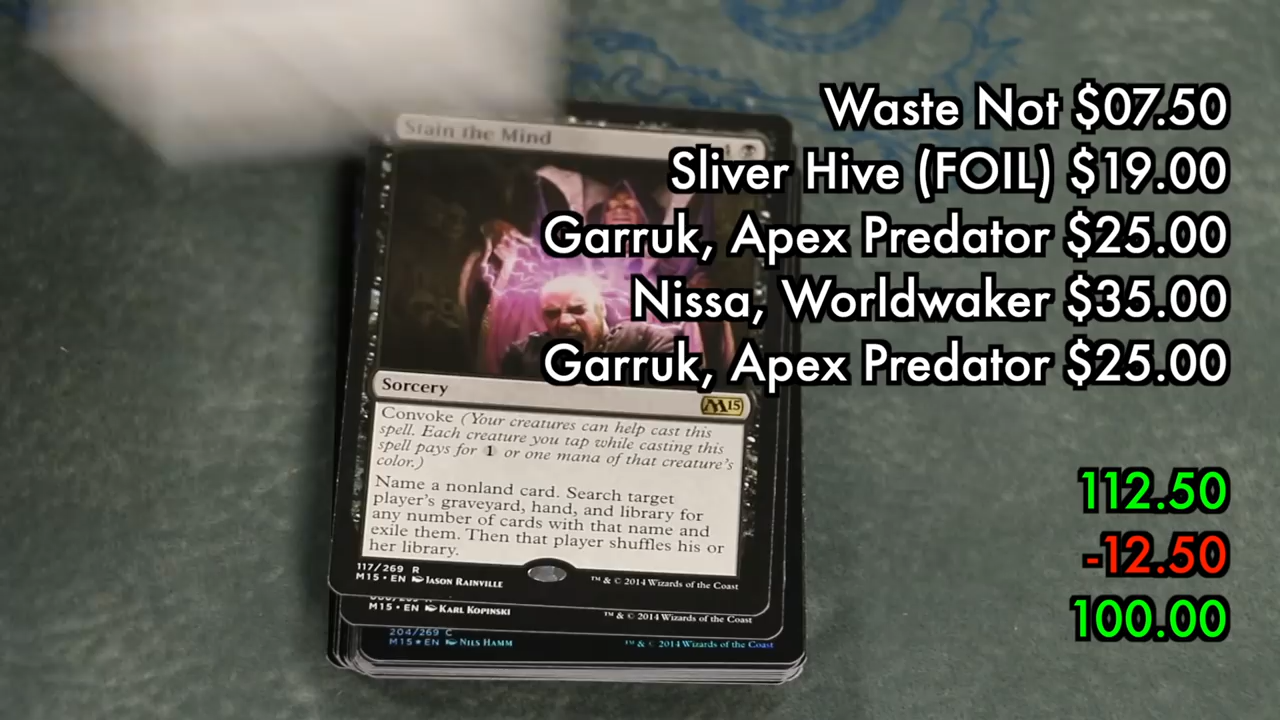 Stain the Mind
Waste Not $07.50
Sliver Hive (FOIL) $19.00
Garruk, Apex Predator $25.00
Nissa, Worldwaker $35.00
Garruk, Apex Predator $25.00
Sorcery
M15
Convoke (Your creatures can help cast this
spell. Each creature you tap while casting this
spell pays for 1 or one mana of that creature's
color.)
Name a nonland card. Search target
player's graveyard, hand, and library for
any number of cards with that name and
exile them. Then that player shuffles his or
her library.
117/269 R
M15 • EN Jason Rainville
™ & © 2014 Wizards of the Coast
M15 • EN Karl Kopinski
™ & © 2014 Wizards of the Coast
204/269 C
M15 • EN Nils Hamm
™ & © 2014 Wizards of the Coast
112.50
-12.50
100.00